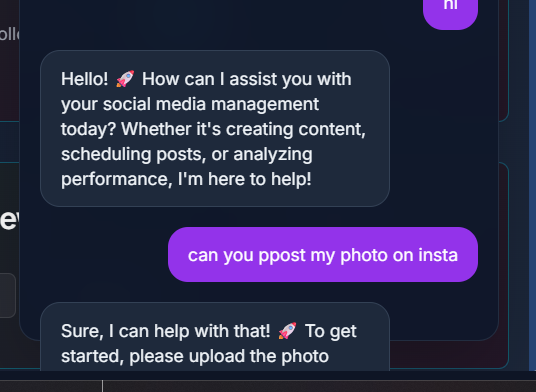 hi
Hello! 🚀 How can I assist you with
your social media management
today? Whether it's creating content,
scheduling posts, or analyzing
performance, I'm here to help!
can you ppost my photo on insta
Sure, I can help with that! 🚀 To get
started, please upload the photo